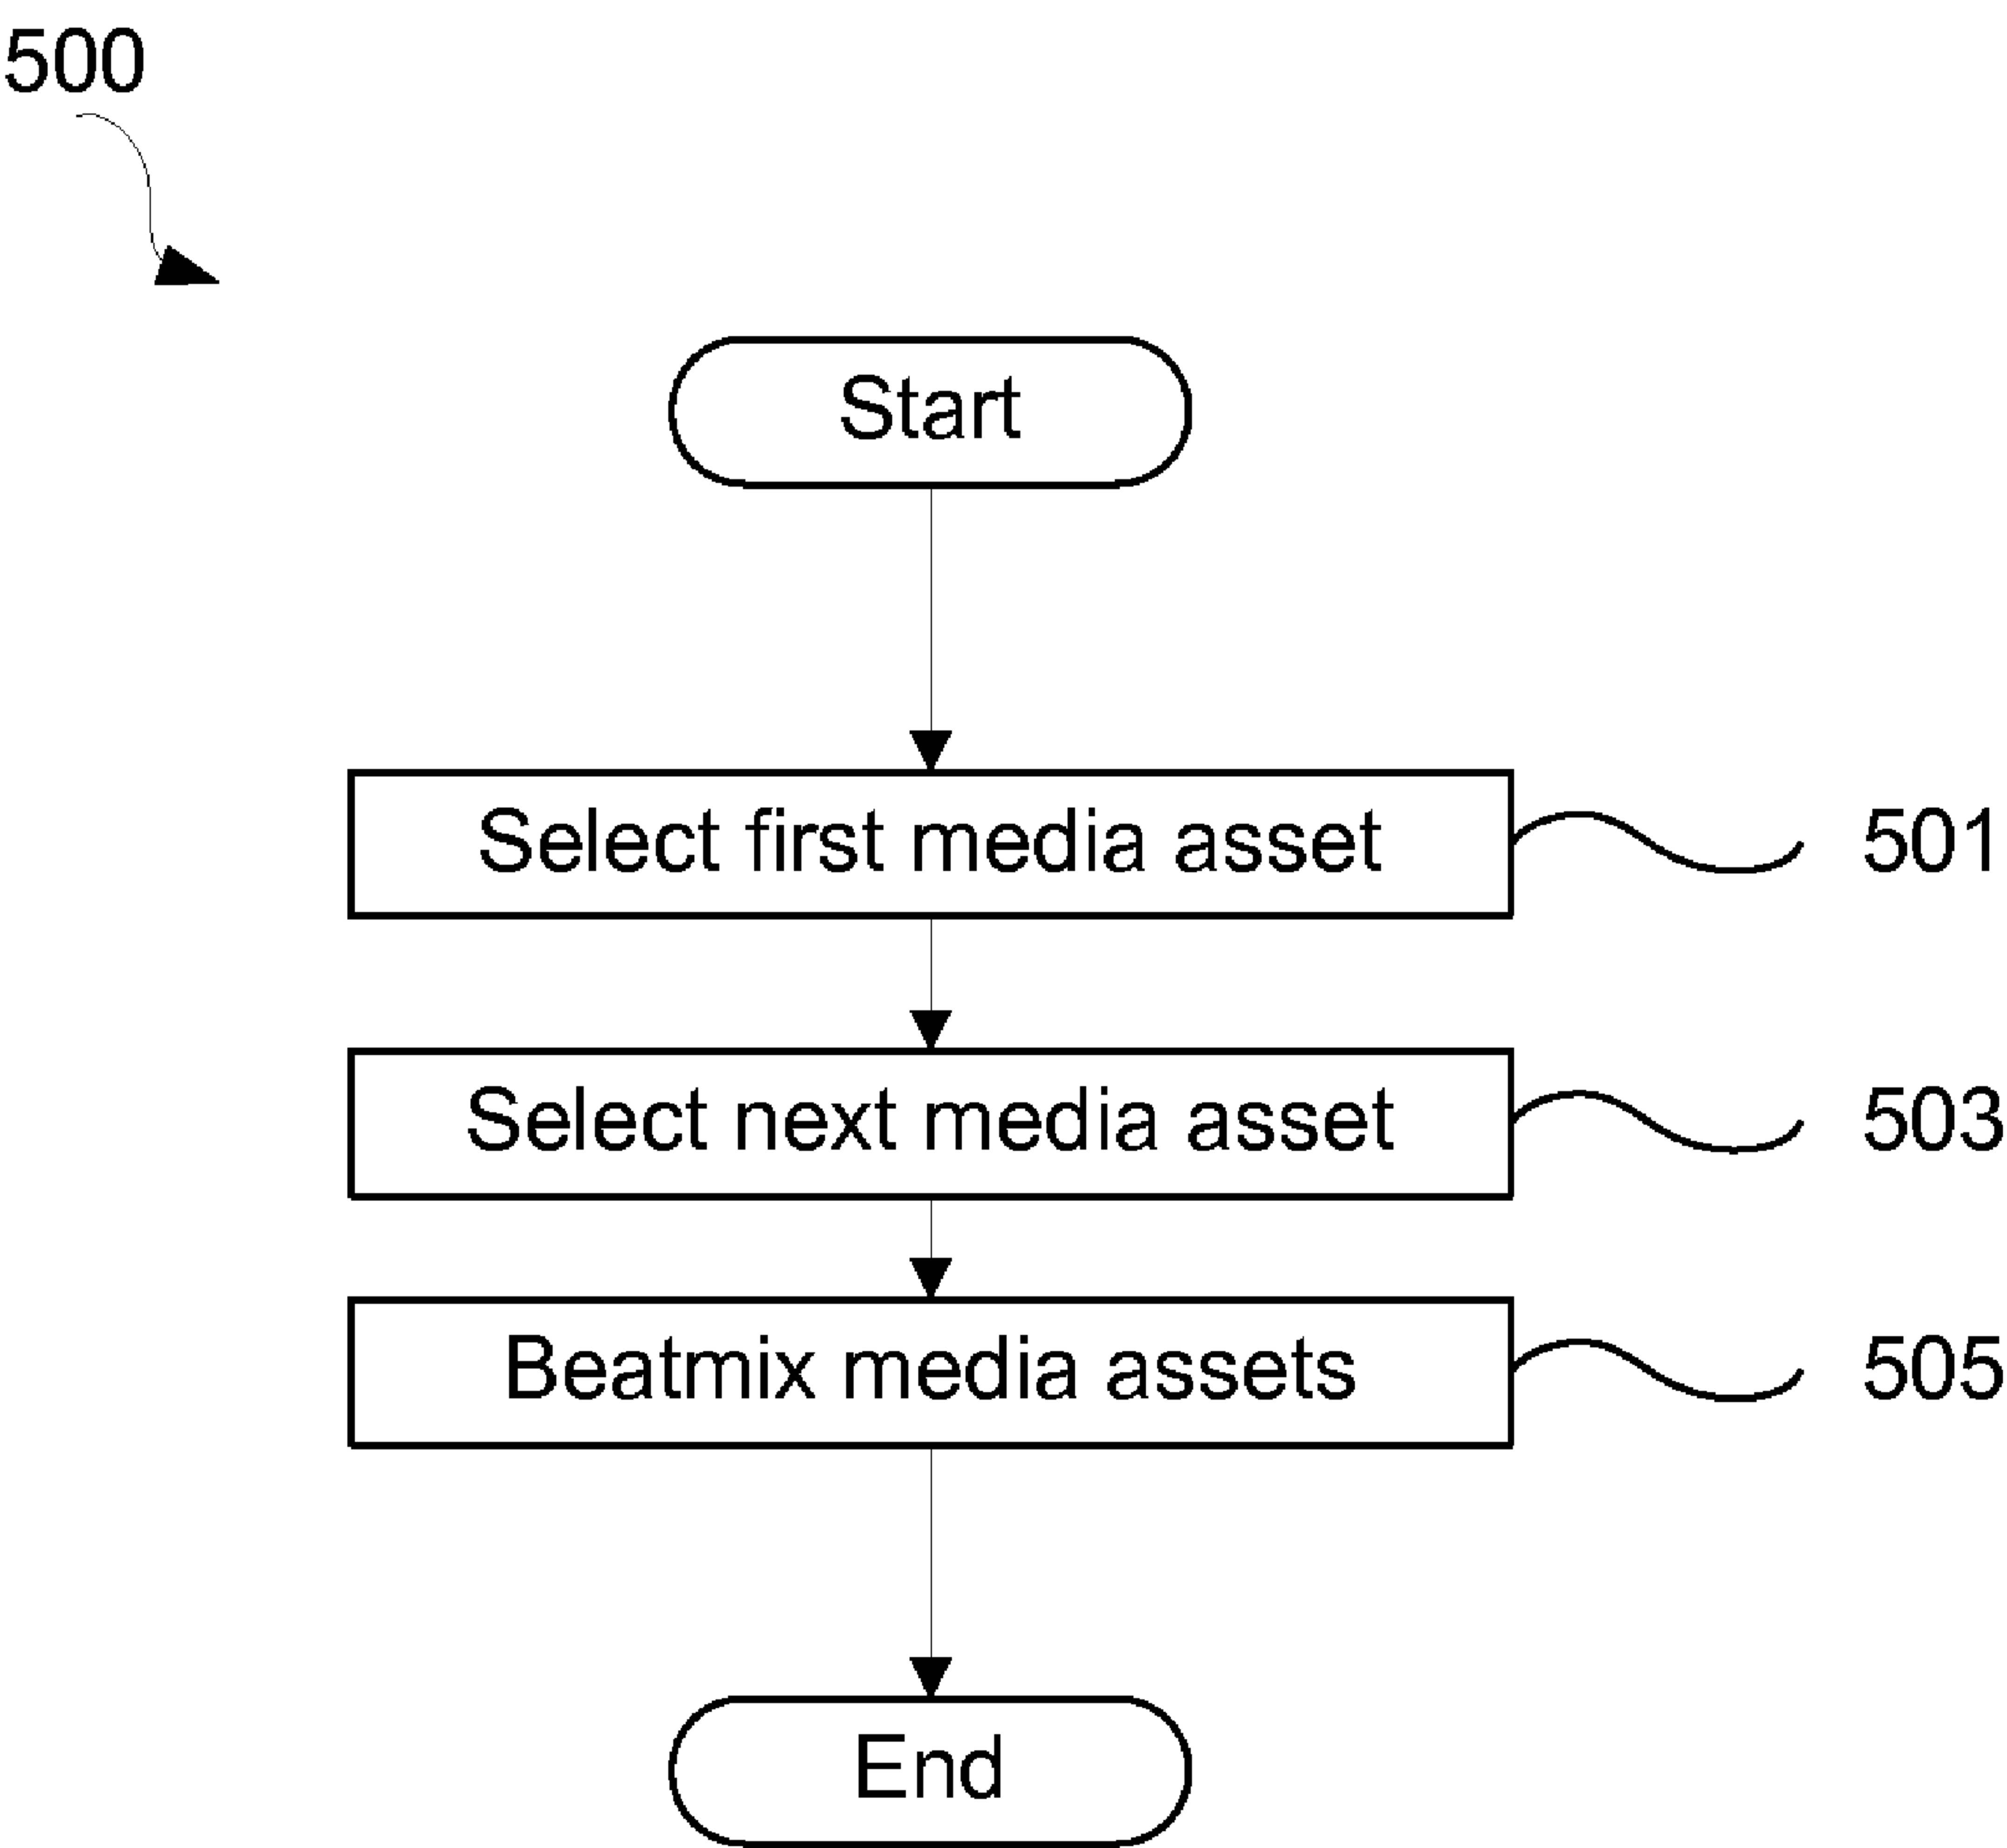 500
Start
Select first media asset
501
Select next media asset
503
Beatmix media assets
505
End